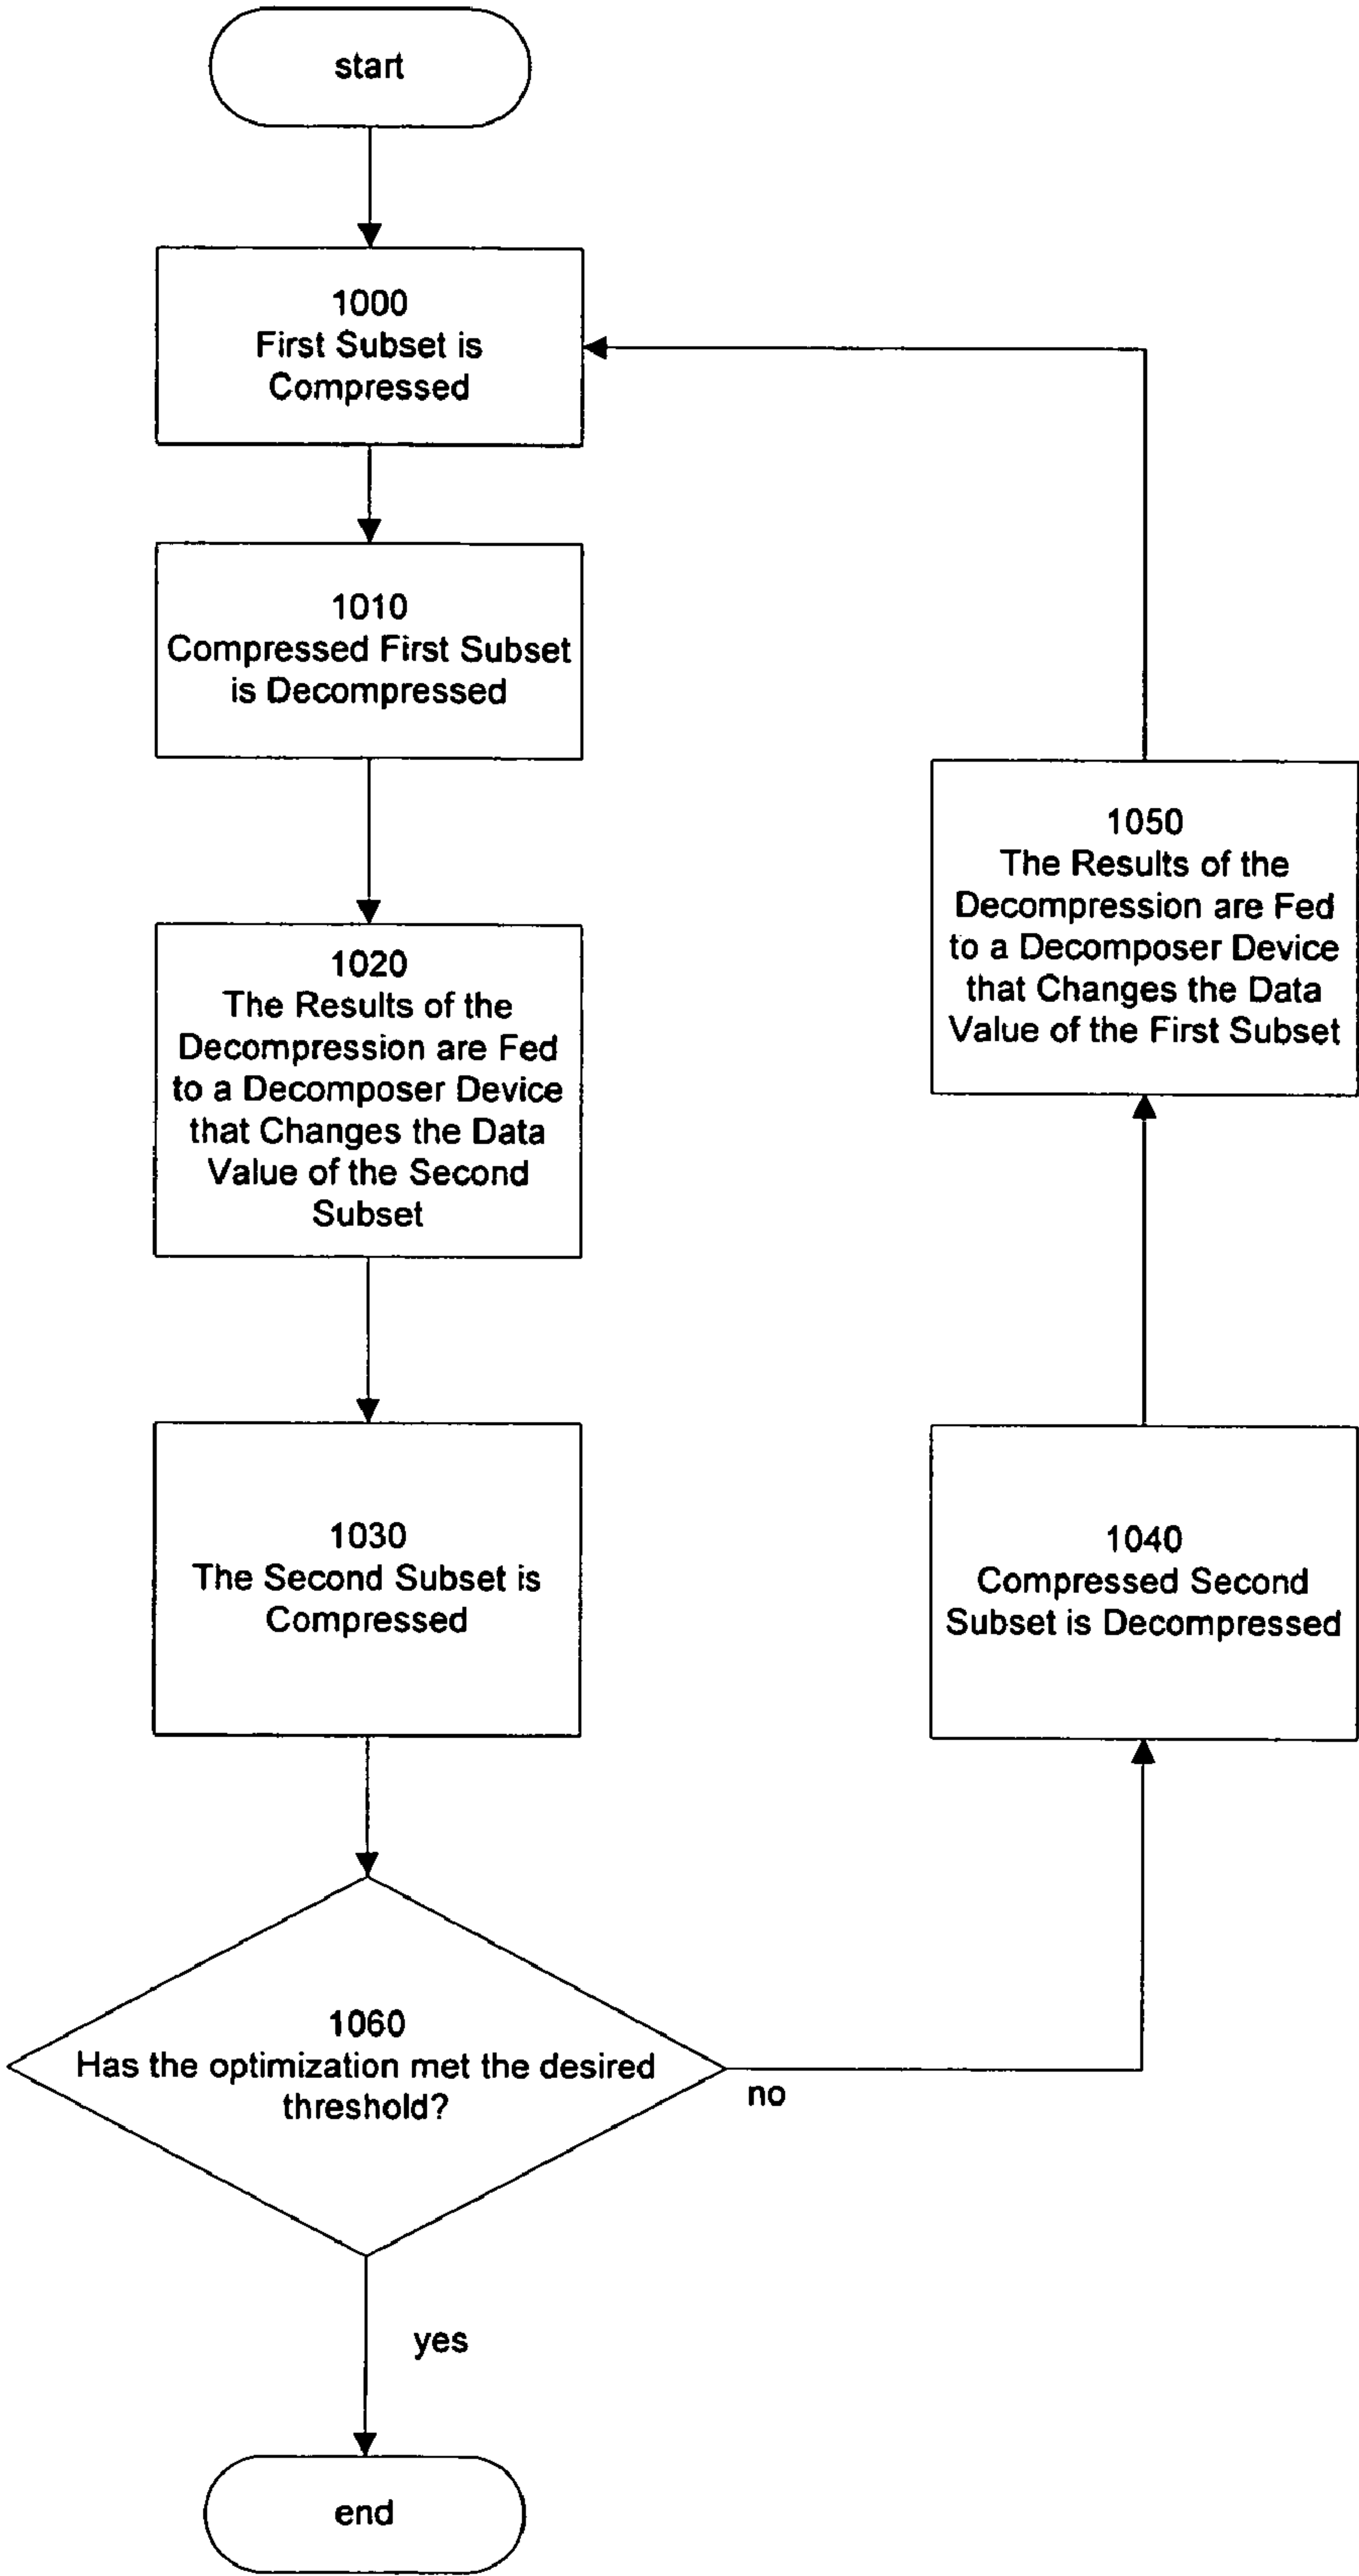 start
1000
First Subset is
Compressed
1010
Compressed First Subset
is Decompressed
1020
The Results of the
Decompression are Fed
to a Decomposer Device
that Changes the Data
Value of the Second
Subset
1030
The Second Subset is
Compressed
1060
Has the optimization met the desired
threshold?
no
yes
end
1050
The Results of the
Decompression are Fed
to a Decomposer Device
that Changes the Data
Value of the First Subset
1040
Compressed Second
Subset is Decompressed